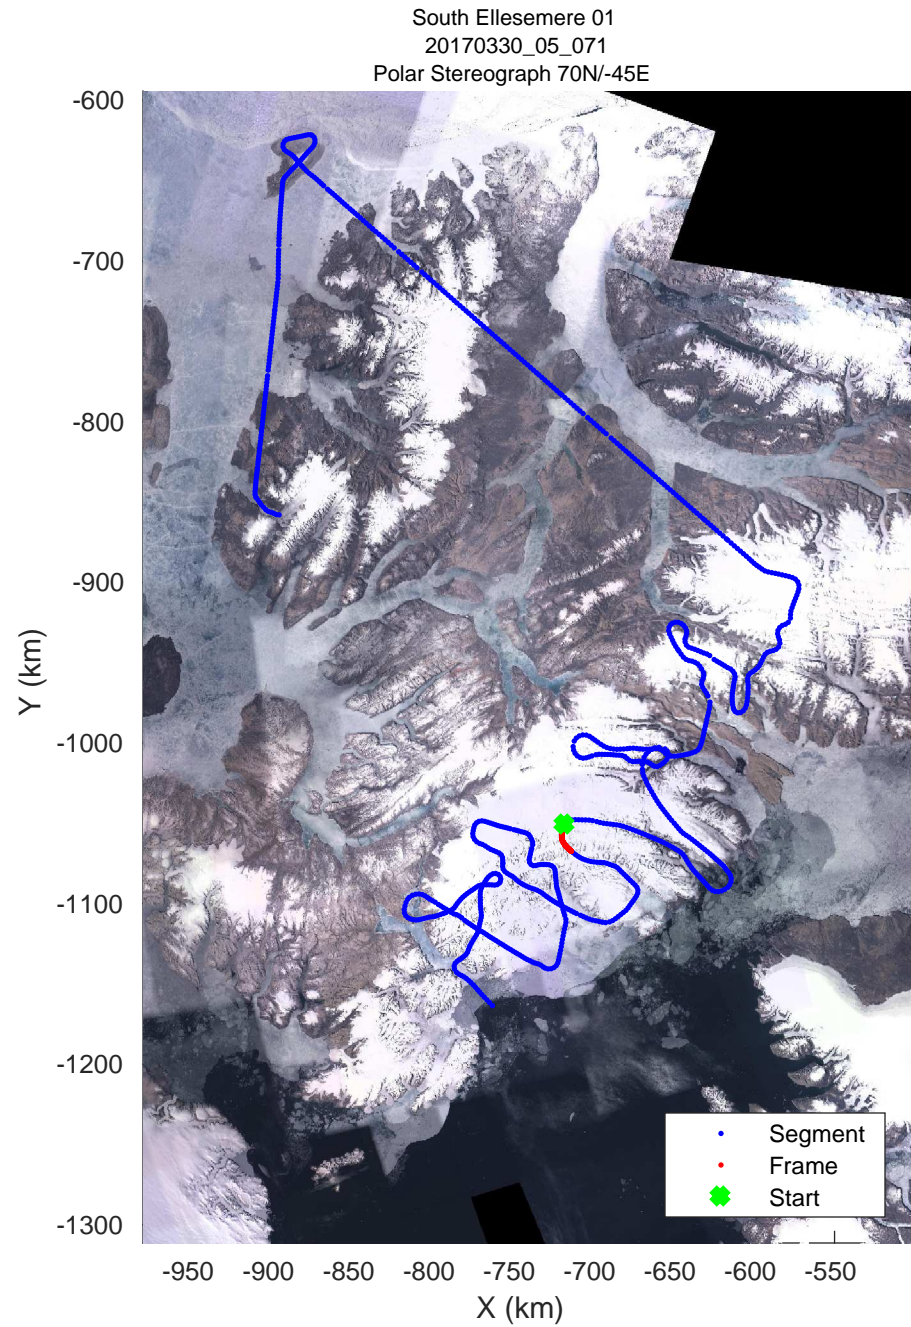 South Ellesemere 01
20170330_05_071
Polar Stereograph 70N/-45E
-600
-700
-800
-900
-1000
-1100
-1200
-1300
Y (km)
Segment
Frame
Start
-950 -900 -850 -800 -750 -700 -650 -600 -550
X (km)